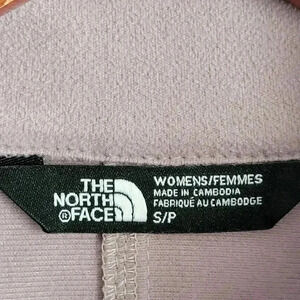 THE
NORTH
® FACE
WOMENS/FEMMES
MADE IN CAMBODIA
FABRIQUÉ AU CAMBODGE
S/P